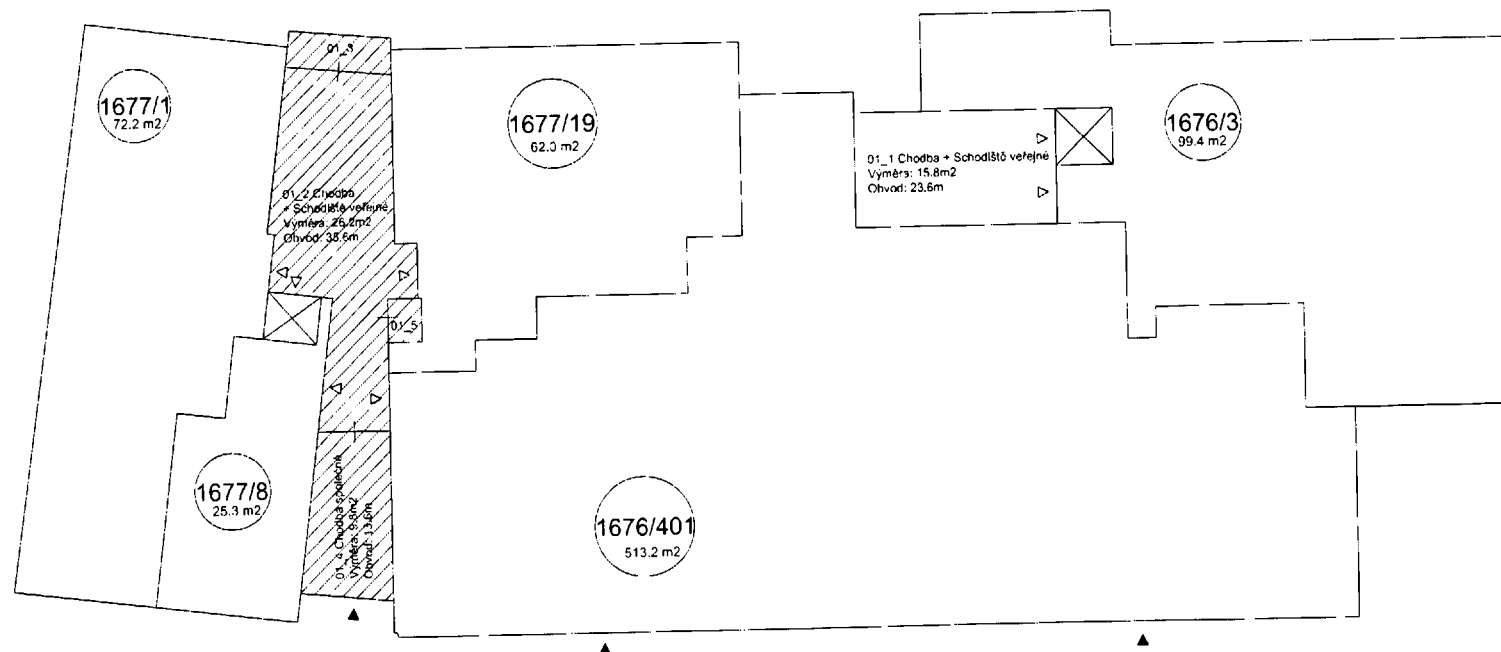 01_3
1677/1
72.2 m2
1677/19
62.0 m2
1676/3
99.4 m2
01_1 Chodba + Schodiště veřejné
Výměra: 15.8m2
Obvod: 23.6m
01_2 Chodba
+ Schodiště veřejné
Výměra: 26.2m2
Obvod: 35.6m
01_5
1677/8
25.3 m2
01_4 Chodba společné
Výměra: 9.8m2
Obvod: 13.6m
1676/401
513.2 m2